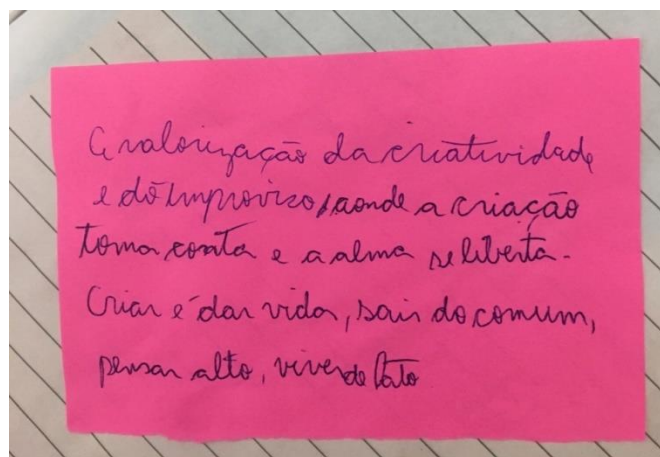 A valorização da criatividade
e do improviso, aonde a criação
toma conta e a alma se liberta.
Criar é dar vida, sair do comum,
pensar alto, viver de fato